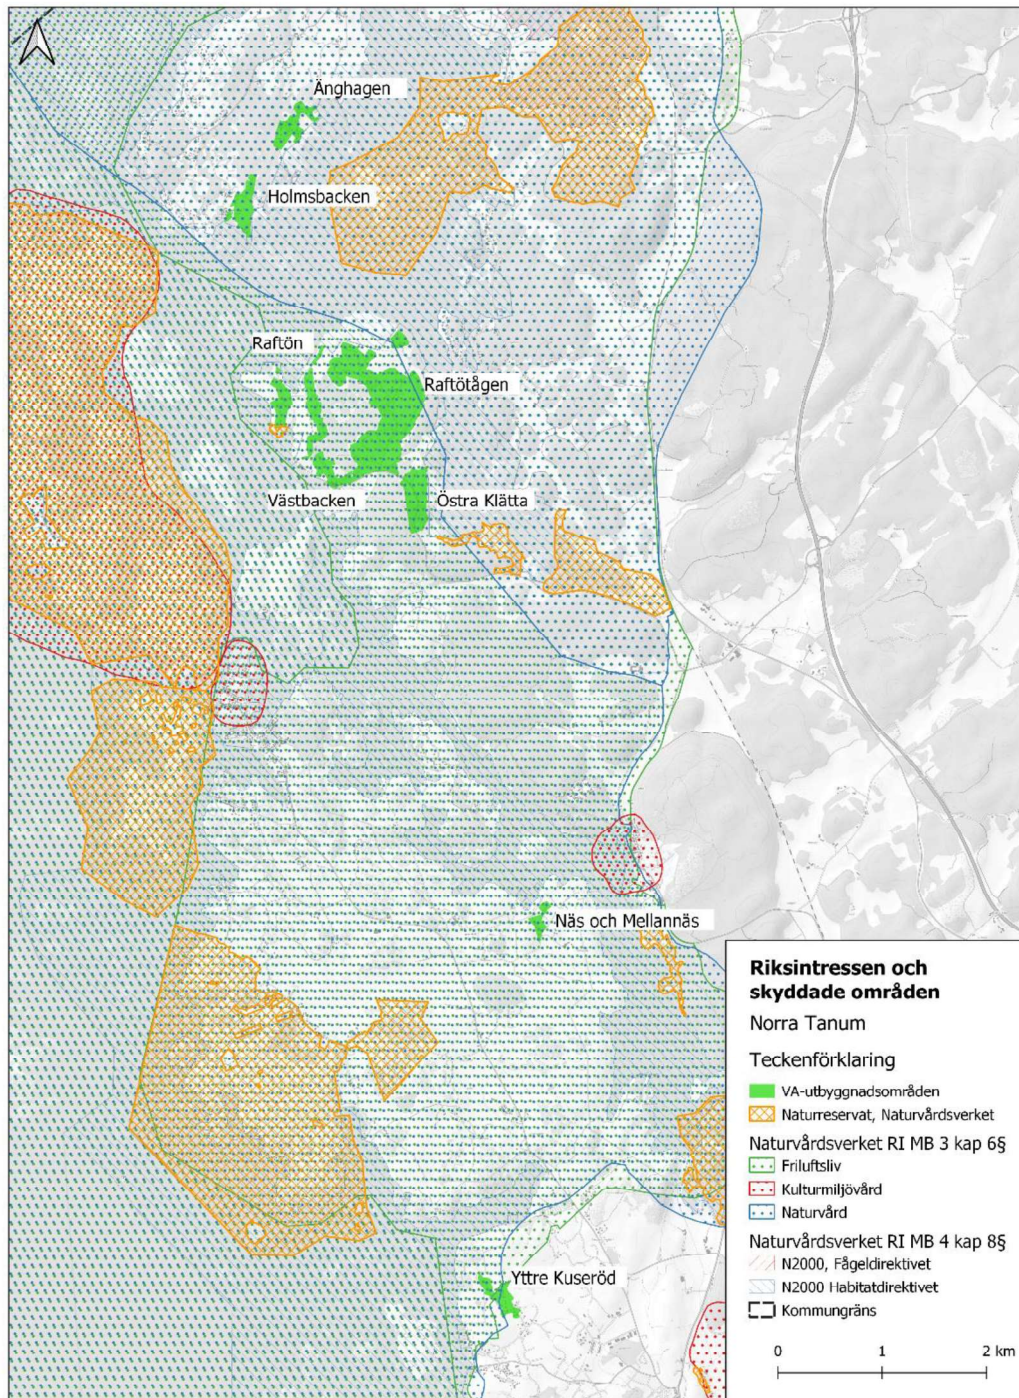 Änghagen
Holmsbacken
Raftön
Raftötågen
Västbacken
Östra Klätta
Näs och Mellannäs
Yttre Kuseröd
Riksintressen och
skyddade områden
Norra Tanum
Teckenförklaring
VA-utbyggnadsområden
Naturreservat, Naturvårdsverket
Naturvårdsverket RI MB 3 kap 6§
Friluftsliv
Kulturmiljövård
Naturvård
Naturvårdsverket RI MB 4 kap 8§
N2000, Fågeldirektivet
N2000 Habitatdirektivet
Kommungräns
0 1 2 km